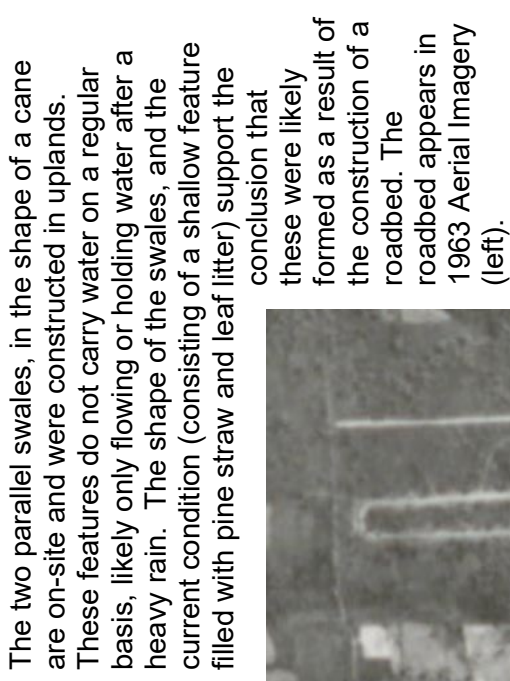 The two parallel swales, in the shape of a cane
are on-site and were constructed in uplands.
These features do not carry water on a regular
basis, likely only flowing or holding water after a
heavy rain.  The shape of the swales, and the
current condition (consisting of a shallow feature
filled with pine straw and leaf litter) support the
conclusion that
these were likely
formed as a result of
the construction of a
roadbed. The
roadbed appears in
1963 Aerial Imagery
(left).